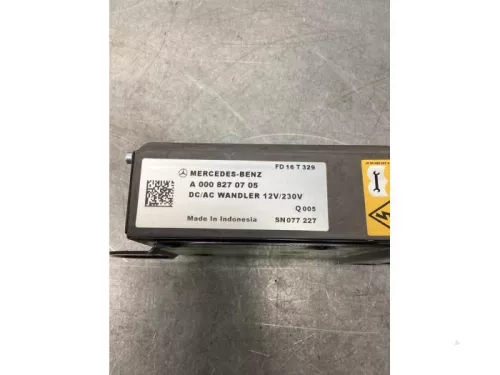 FD 16 T 329
MERCEDES-BENZ
A 000 827 07 05
DC/AC WANDLER 12V/230V
Q 005
Made In Indonesia SN 077 227